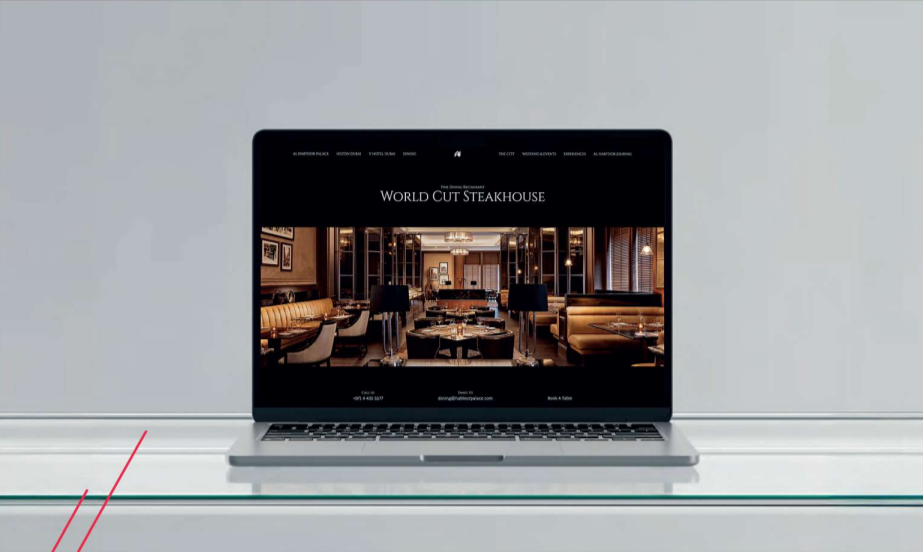 AL HABTOOR PALACE HILTON DUBAI V HOTEL DUBAI DINING THE CITY WEDDING & EVENTS EXPERIENCES AL HABTOOR JOURNAL
FINE DINING RESTAURANT
WORLD CUT STEAKHOUSE
CALL US EMAIL US
+971 4 435 5577 dining@habtoorpalace.com Book A Table